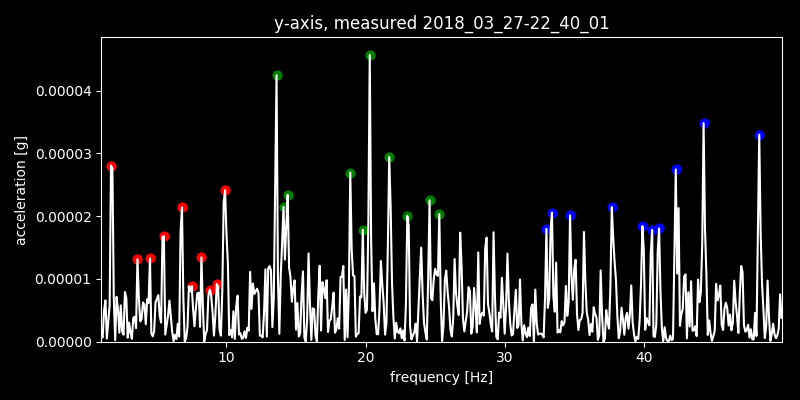 y-axis, measured 2018_03_27-22_40_01
acceleration [g]
0.00004
0.00003
0.00002
0.00001
0.00000
10 20 30 40
frequency [Hz]